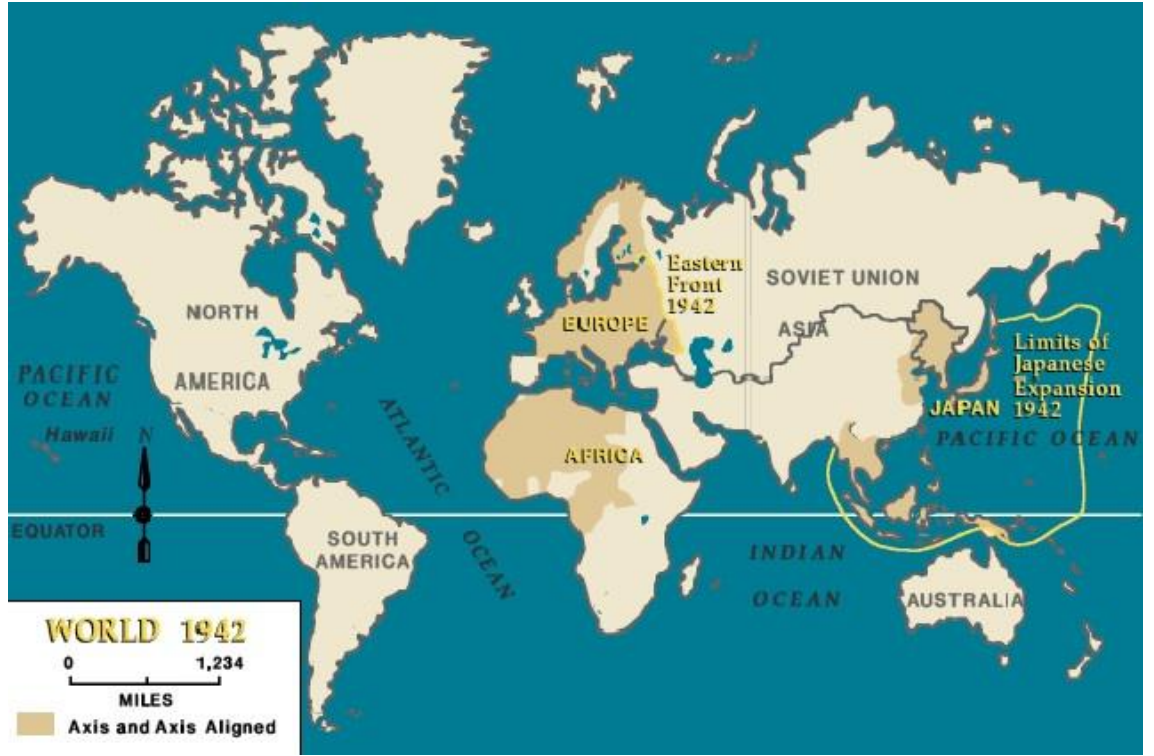 Eastern
Front
1942
SOVIET UNION
NORTH
AMERICA
EUROPE
ASIA
Limits of
Japanese
Expansion
1942
PACIFIC
OCEAN
Hawaii
N
ATLANTIC
OCEAN
JAPAN
PACIFIC OCEAN
AFRICA
EQUATOR
SOUTH
AMERICA
INDIAN
OCEAN
AUSTRALIA
WORLD 1942
0 1,234
MILES
Axis and Axis Aligned